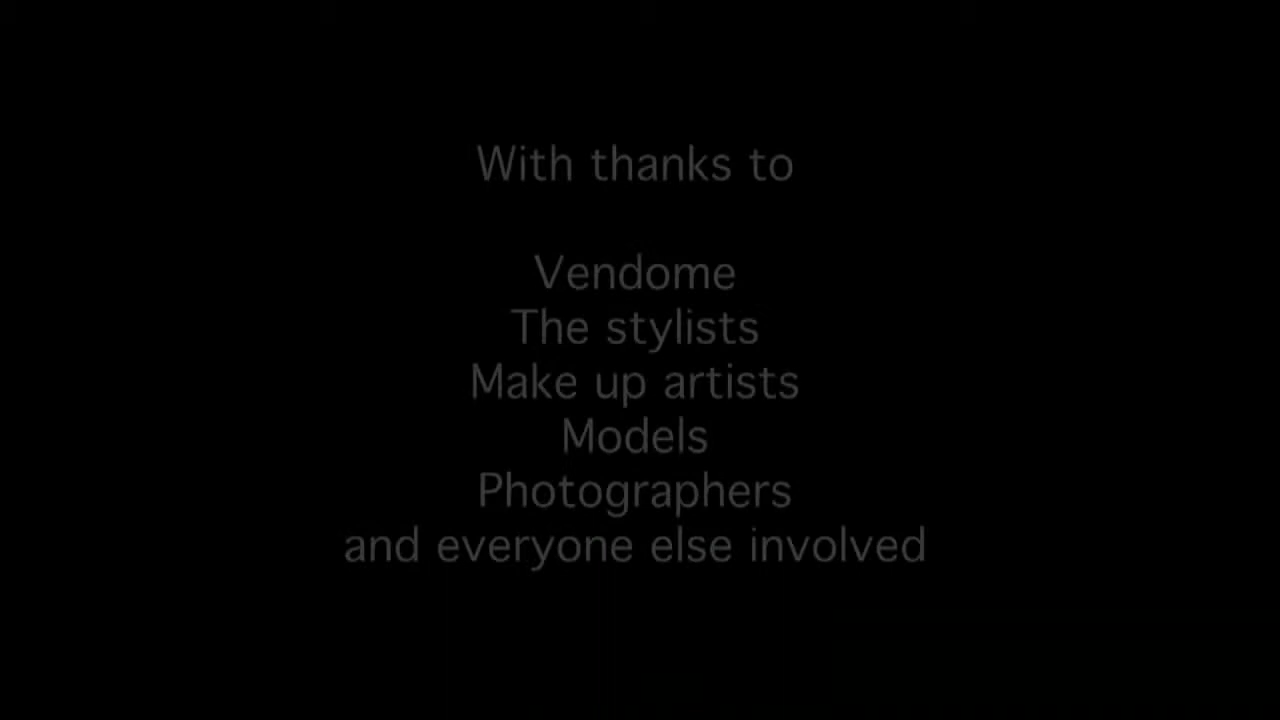 With thanks to
Vendome
The stylists
Make up artists
Models
Photographers
and everyone else involved